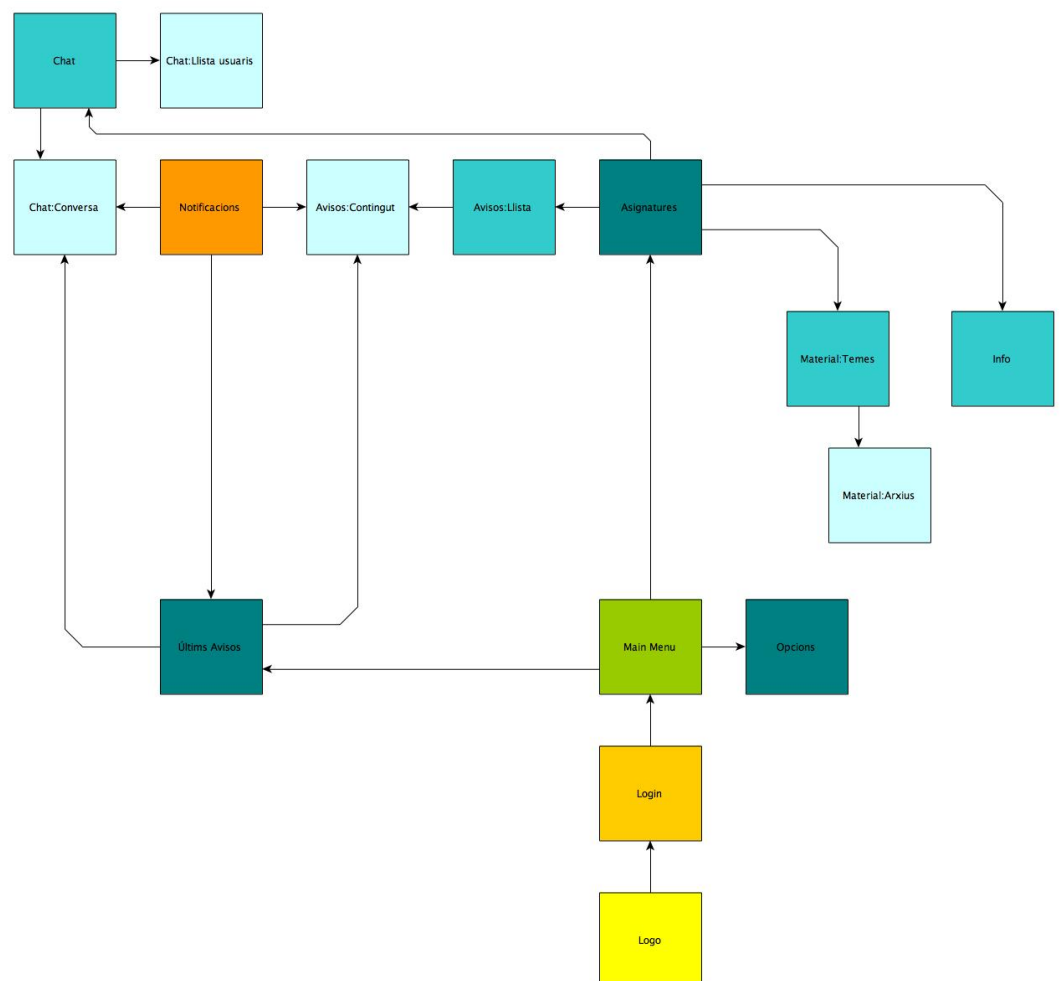 Chat
Chat:Llista usuaris
Chat:Conversa
Notificacions
Avisos:Contingut
Avisos:Llista
Asignatures
Material:Temes
Info
Material:Arxius
Últims Avisos
Main Menu
Opcions
Login
Logo